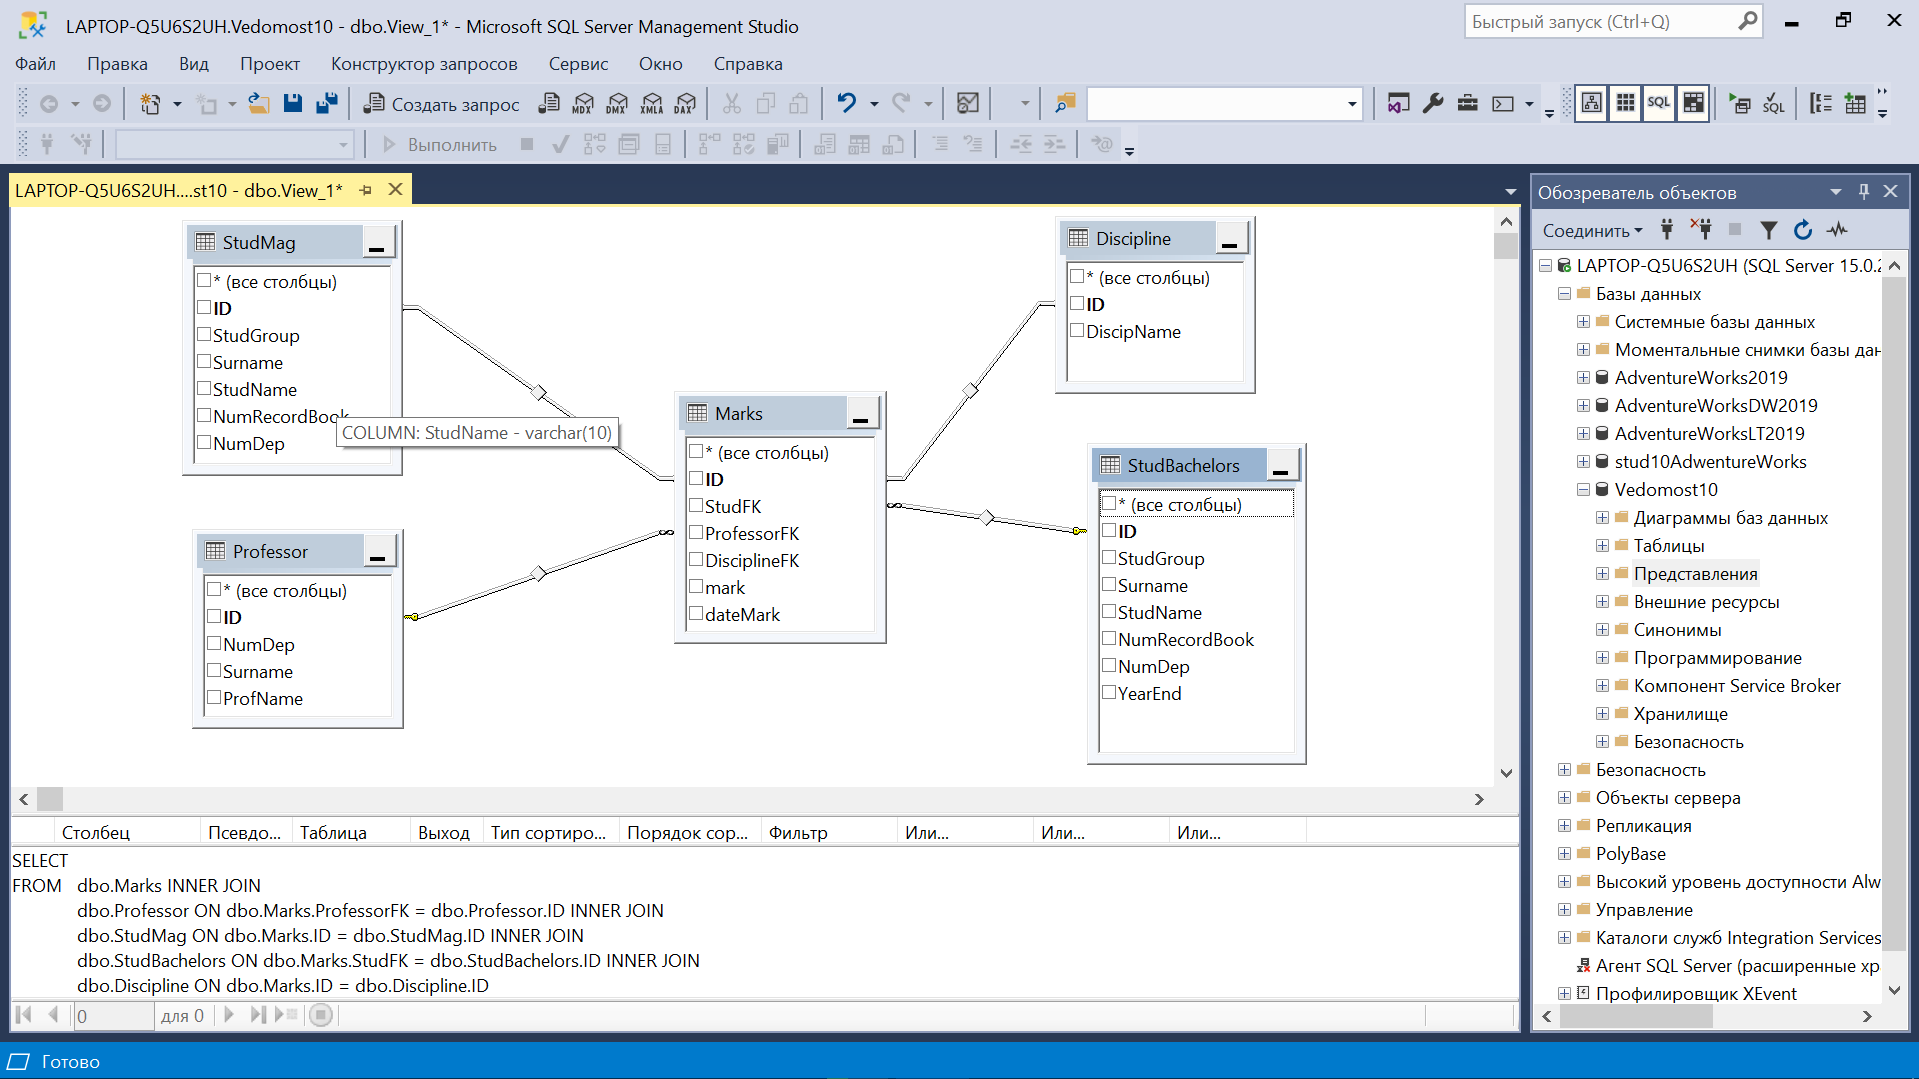 LAPTOP-Q5U6S2UH.Vedomost10 - dbo.View_1* - Microsoft SQL Server Management Studio
Быстрый запуск (Ctrl+Q)
Файл Правка Вид Проект Конструктор запросов Сервис Окно Справка
Создать запрос MDX DMX XMLA DAX SQL SQL
Выполнить
LAPTOP-Q5U6S2UH....st10 - dbo.View_1*
StudMag
* (все столбцы)
ID
StudGroup
Surname
StudName
NumRecordBook
NumDep
COLUMN: StudName - varchar(10)
Professor
* (все столбцы)
ID
NumDep
Surname
ProfName
Marks
* (все столбцы)
ID
StudFK
ProfessorFK
DisciplineFK
mark
dateMark
Discipline
* (все столбцы)
ID
DiscipName
StudBachelors
* (все столбцы)
ID
StudGroup
Surname
StudName
NumRecordBook
NumDep
YearEnd
Столбец Псевдо... Таблица Выход Тип сортиро... Порядок сор... Фильтр Или... Или... Или...
SELECT
FROM dbo.Marks INNER JOIN
dbo.Professor ON dbo.Marks.ProfessorFK = dbo.Professor.ID INNER JOIN
dbo.StudMag ON dbo.Marks.ID = dbo.StudMag.ID INNER JOIN
dbo.StudBachelors ON dbo.Marks.StudFK = dbo.StudBachelors.ID INNER JOIN
dbo.Discipline ON dbo.Marks.ID = dbo.Discipline.ID
0 для 0
Обозреватель объектов
Соединить
LAPTOP-Q5U6S2UH (SQL Server 15.0.2
Базы данных
Системные базы данных
Моментальные снимки базы дан
AdventureWorks2019
AdventureWorksDW2019
AdventureWorksLT2019
stud10AdwentureWorks
Vedomost10
Диаграммы баз данных
Таблицы
Представления
Внешние ресурсы
Синонимы
Программирование
Компонент Service Broker
Хранилище
Безопасность
Безопасность
Объекты сервера
Репликация
PolyBase
Высокий уровень доступности Alw
Управление
Каталоги служб Integration Services
Агент SQL Server (расширенные хр
Профилировщик XEvent
Готово